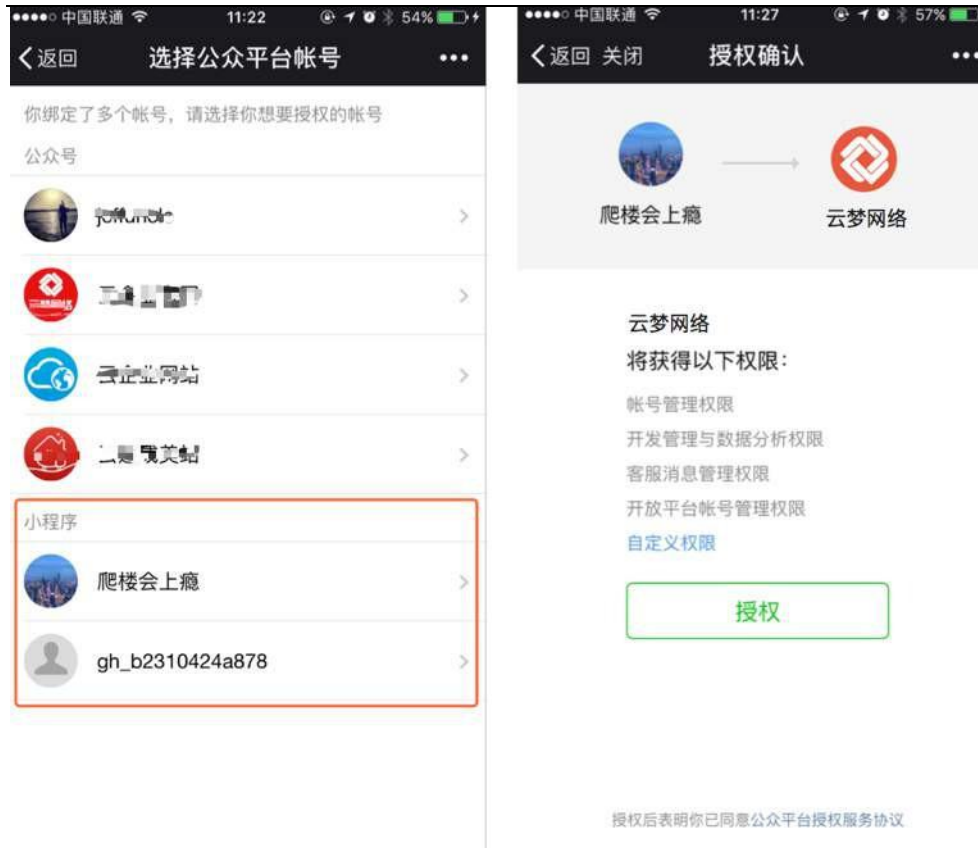 中国联通
11:22
54%
返回
选择公众平台帐号
你绑定了多个帐号，请选择你想要授权的帐号
公众号
云企业网站
小程序
爬楼会上瘾
gh_b2310424a878
中国联通
11:27
57%
返回 关闭
授权确认
爬楼会上瘾
云梦网络
云梦网络
将获得以下权限：
帐号管理权限
开发管理与数据分析权限
客服消息管理权限
开放平台帐号管理权限
自定义权限
授权
授权后表明你已同意公众平台授权服务协议